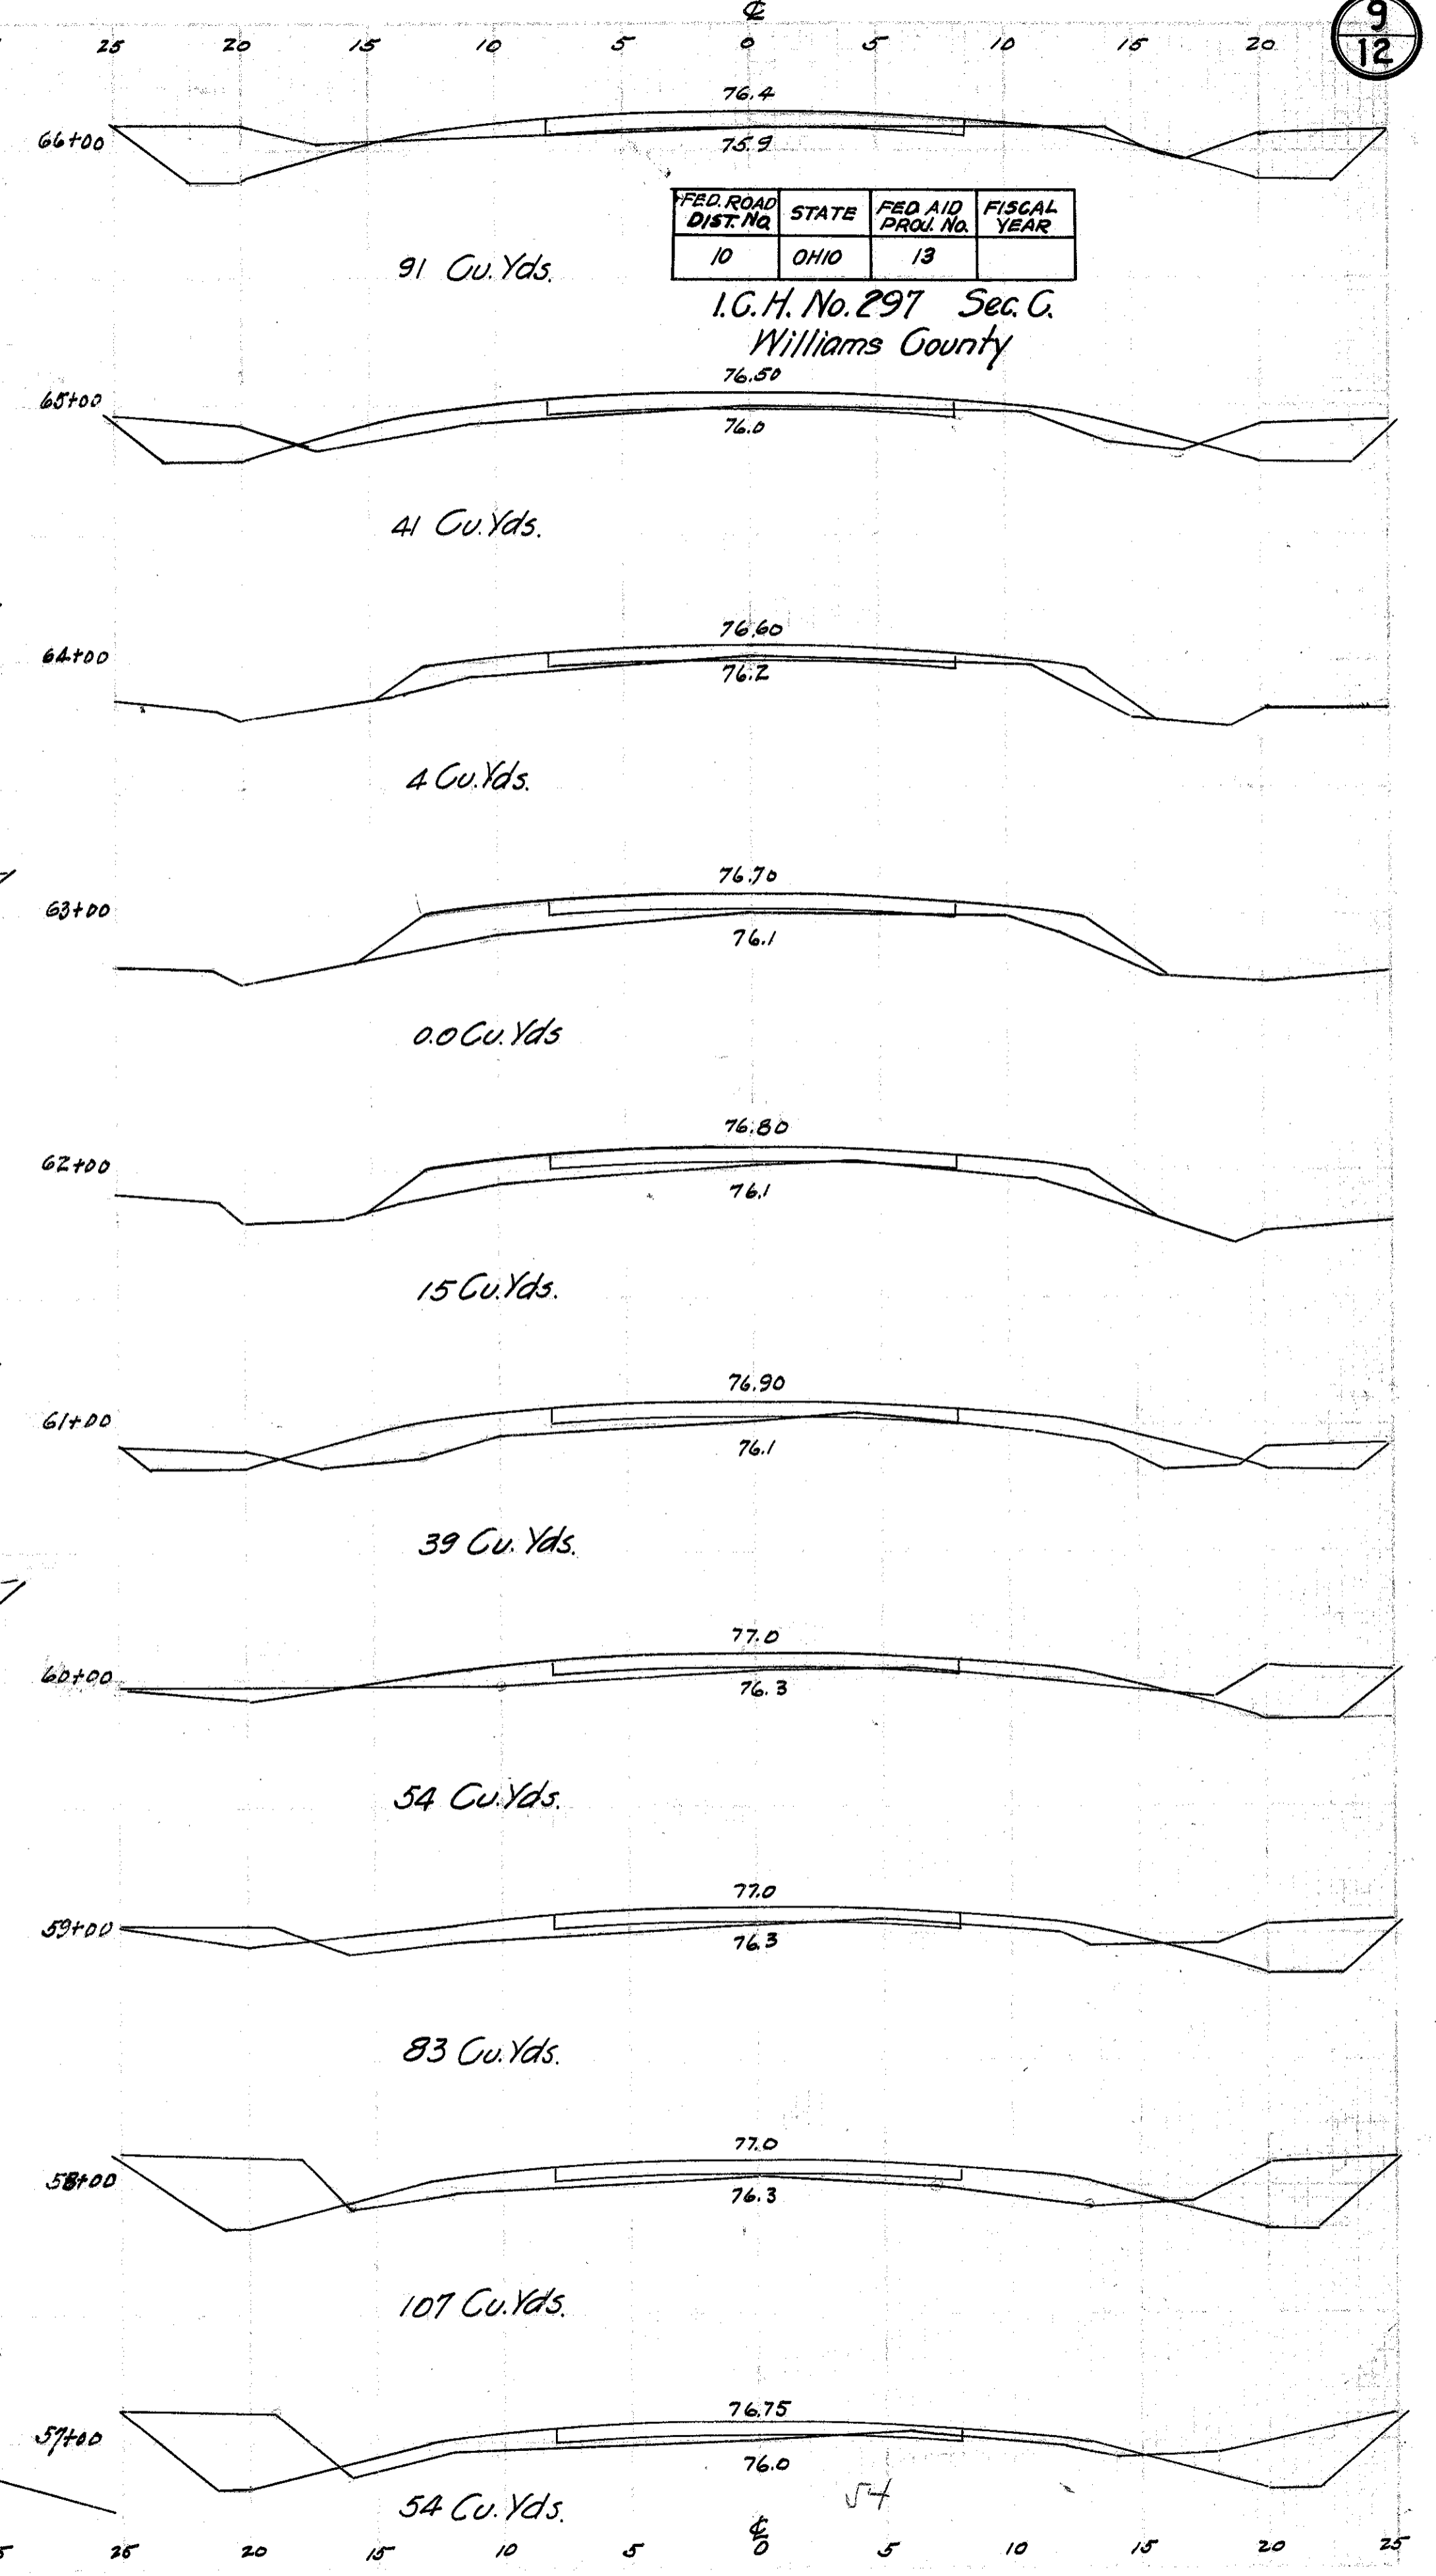 ℄
9
12
25 20 15 10 5 0 5 10 15 20
76.4
66+00
75.9
FED. ROAD DIST. NO. STATE FED. AID PROJ. No. FISCAL YEAR
10 OHIO 13
91 Cu. Yds.
I.C.H. No. 297 Sec. C.
Williams County
76.50
65+00
76.0
41 Cu. Yds.
76.60
64+00
76.2
4 Cu. Yds.
76.70
63+00
76.1
0.0 Cu. Yds
76.80
62+00
76.1
15 Cu. Yds.
76.90
61+00
76.1
39 Cu. Yds.
77.0
60+00
76.3
54 Cu. Yds.
77.0
59+00
76.3
83 Cu. Yds.
77.0
58+00
76.3
107 Cu. Yds.
76.75
57+00
76.0
54 Cu. Yds.
54
℄
25 20 15 10 5 0 5 10 15 20 25